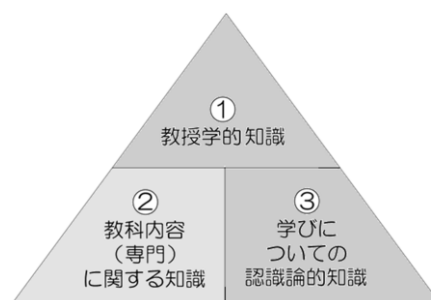 ①
教授学的知識
②
教科内容
(専門)
に関する知識
③
学びに
ついての
認識論的知識